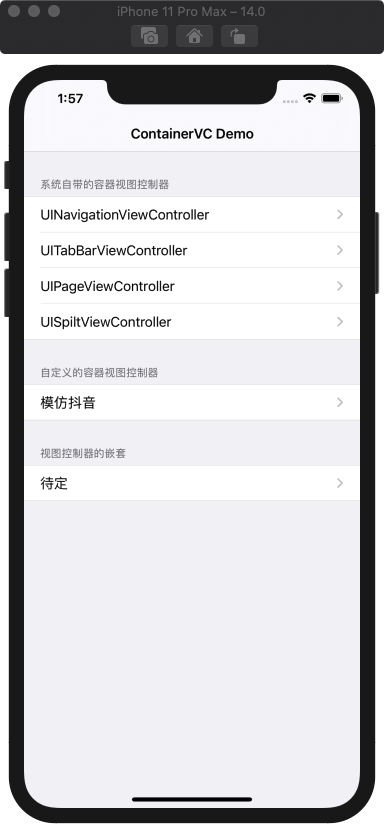 iPhone 11 Pro Max – 14.0
1:57
ContainerVC Demo
系统自带的容器视图控制器
UINavigationViewController
UITabBarViewController
UIPageViewController
UISpiltViewController
自定义的容器视图控制器
模仿抖音
视图控制器的嵌套
待定